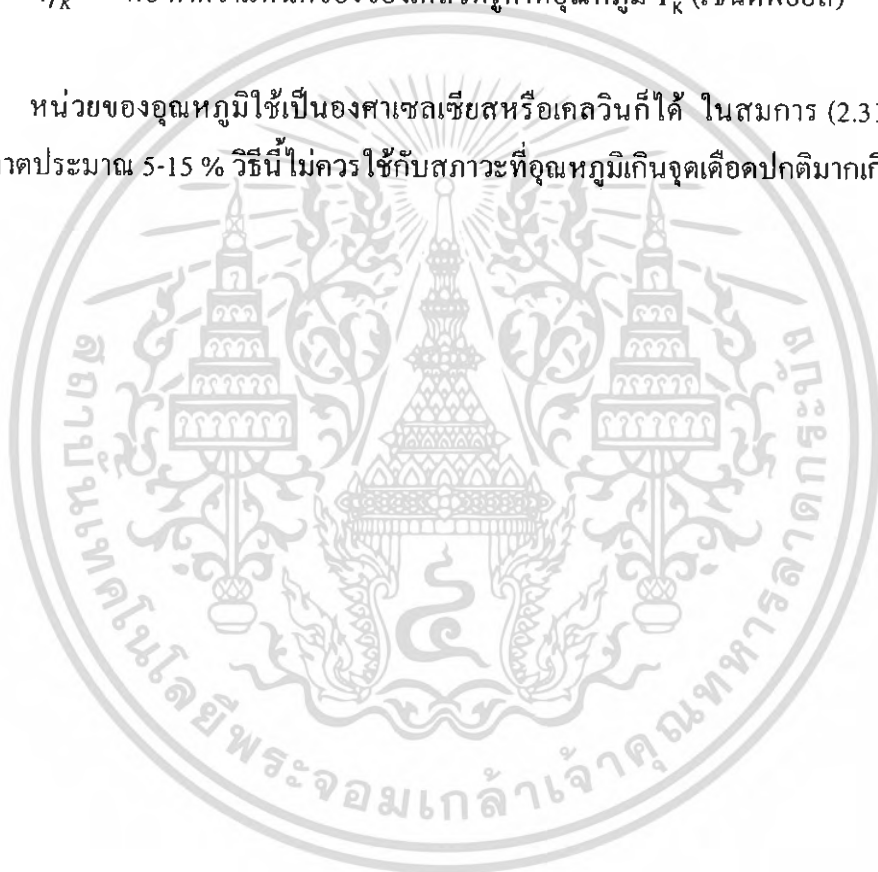 หน่วยของอุณหภูมิใช้เป็นองศาเซลเซียสหรือเคลวินก็ได้ ในสมการ (2.3
ประมาณ 5-15 % วิธีนี้ไม่ควรใช้กับสภาวะที่อุณหภูมิเกินจุดเดือดปกติมาก
สถาบันเทคโนโลยีพระจอมเกล้าเจ้าคุณทหารลาดกระบัง